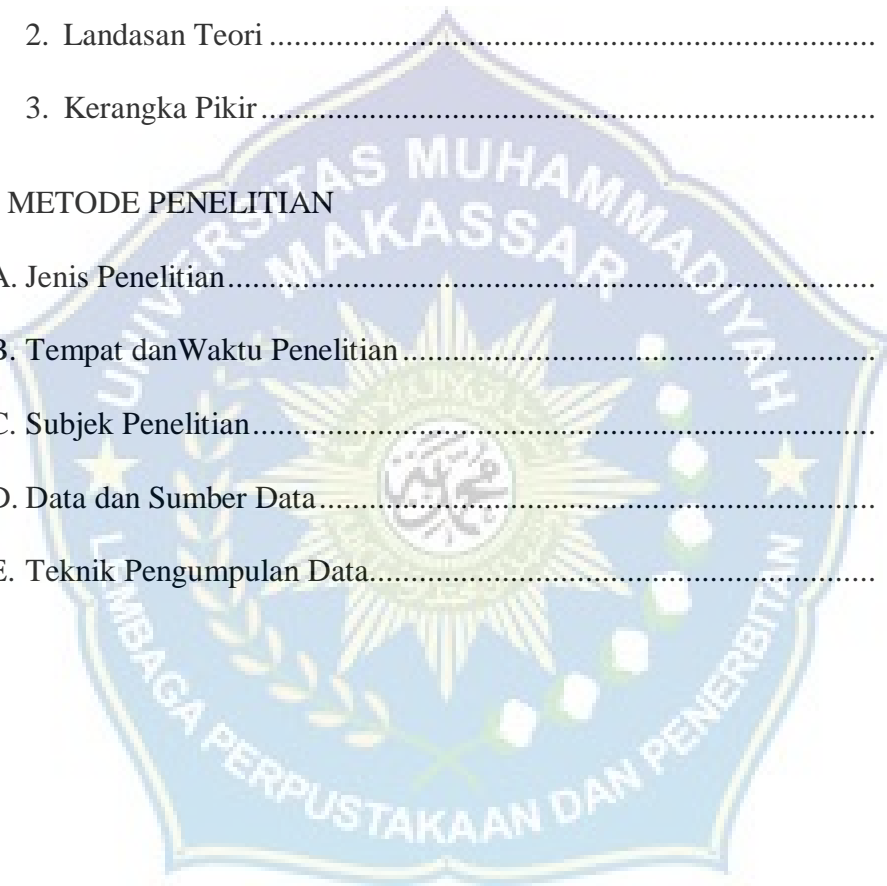 2. Landasan Teori ................................................................................
3. Kerangka Pikir ................................................................................
METODE PENELITIAN
A. Jenis Penelitian ................................................................................
B. Tempat danWaktu Penelitian ................................................................
C. Subjek Penelitian ................................................................................
D. Data dan Sumber Data ................................................................................
E. Teknik Pengumpulan Data ................................................................
UNIVERSITAS MUHAMMADIYAH
MAKASSAR
LEMBAGA PERPUSTAKAAN DAN PENERBITAN